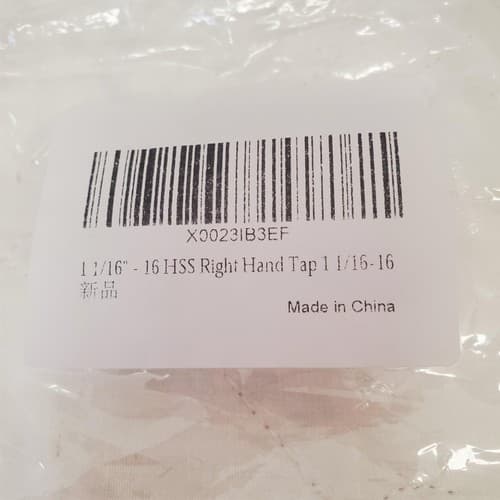 X0023IB3EF
1 1/16" - 16 HSS Right Hand Tap 1 1/16-16
新品
Made in China